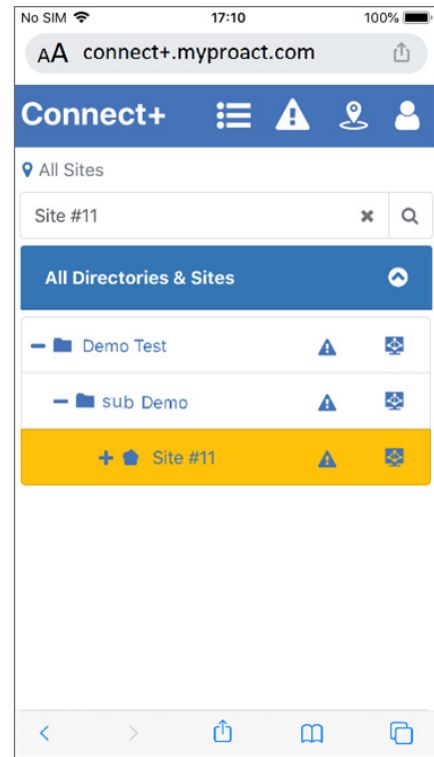 No SIM 17:10 100%
AA connect+.myproact.com
Connect+
All Sites
Site #11
All Directories & Sites
Demo Test
sub Demo
Site #11